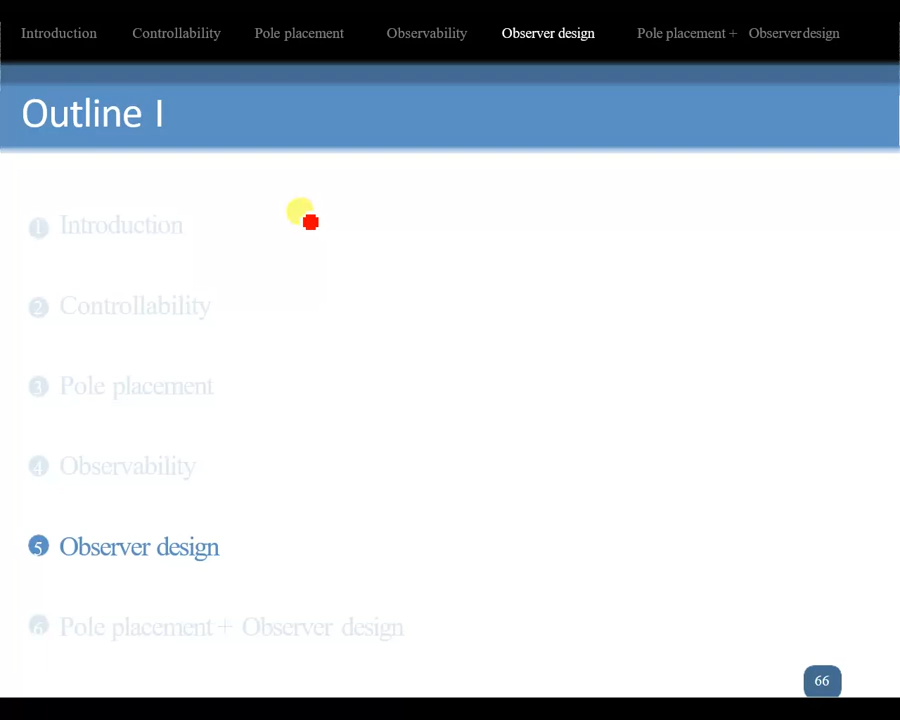 Introduction Controllability Pole placement Observability Observer design Pole placement + Observer design
Outline I
1 Introduction
2 Controllability
3 Pole placement
4 Observability
5 Observer design
6 Pole placement + Observer design
66